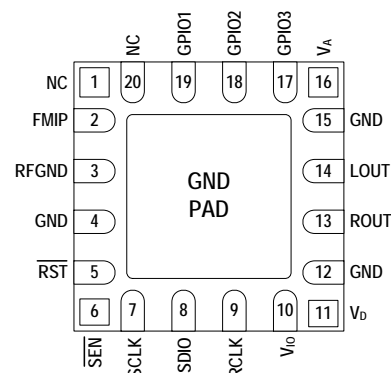 NC
GPIO1
GPIO2
GPIO3
VA
NC 1 20 19 18 17 16
FMIP 2 15 GND
RFGND 3 14 LOUT
GND PAD
GND 4 13 ROUT
RST 5 12 GND
6 7 8 9 10 11 VD
SEN
SCLK
SDIO
RCLK
VIO